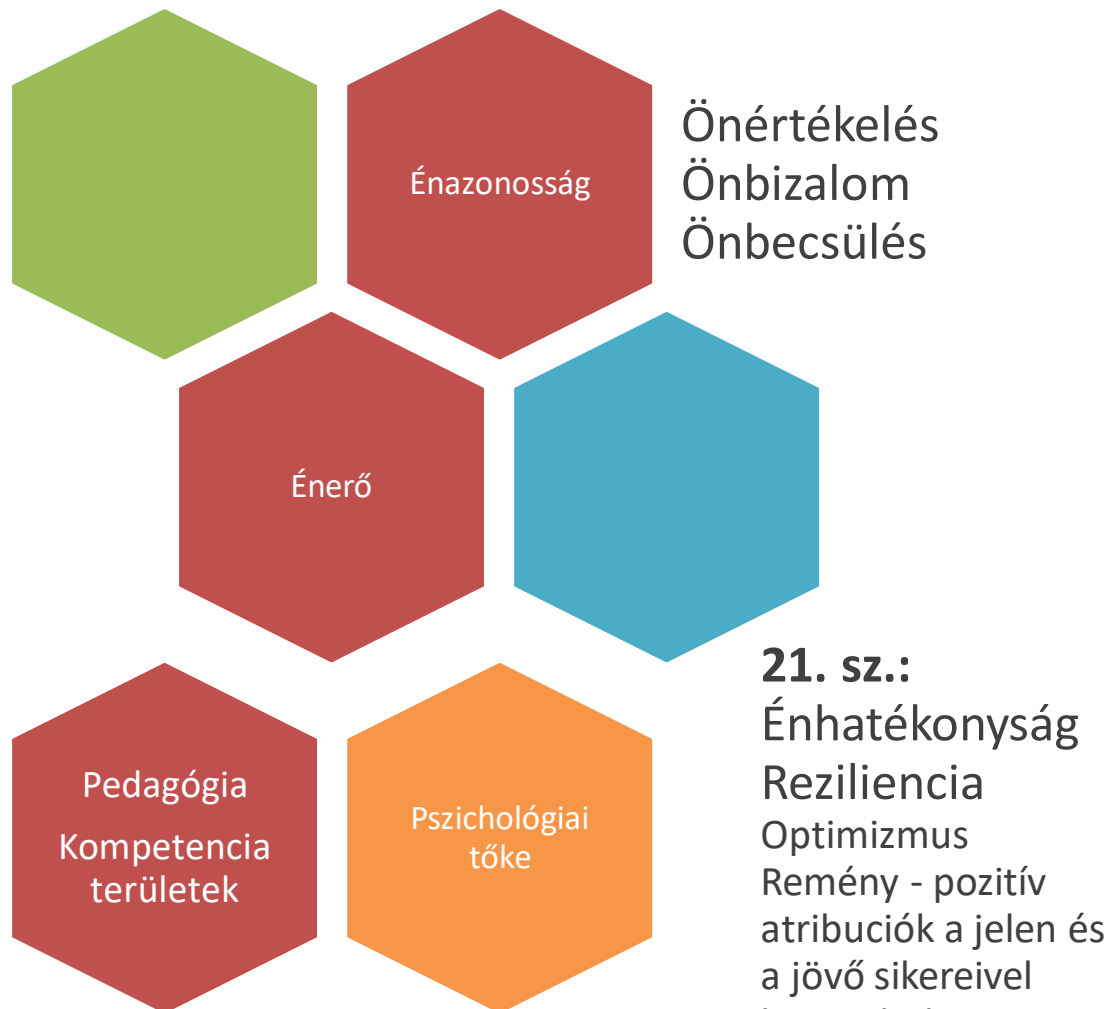 Énazonosság
Önértékelés
Önbizalom
Önbecsülés
Énerő
Pedagógia
Kompetencia
területek
Pszichológiai
tőke
21. sz.:
Énhatékonyság
Reziliencia
Optimizmus
Remény - pozitív
atribuciók a jelen és
a jövő sikereivel